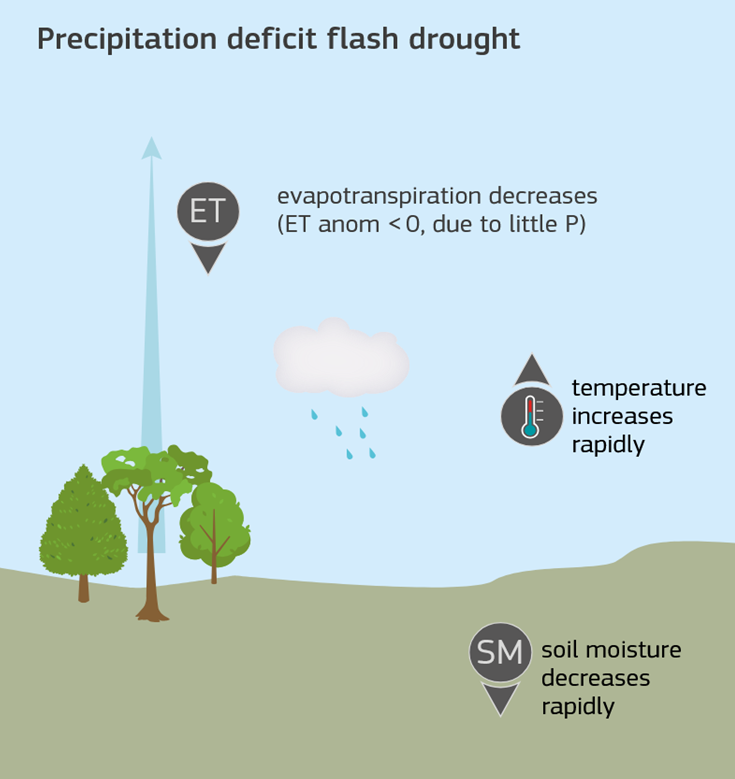 Precipitation deficit flash drought
ET
evapotranspiration decreases
(ET anom < 0, due to little P)
temperature
increases
rapidly
SM
soil moisture
decreases
rapidly